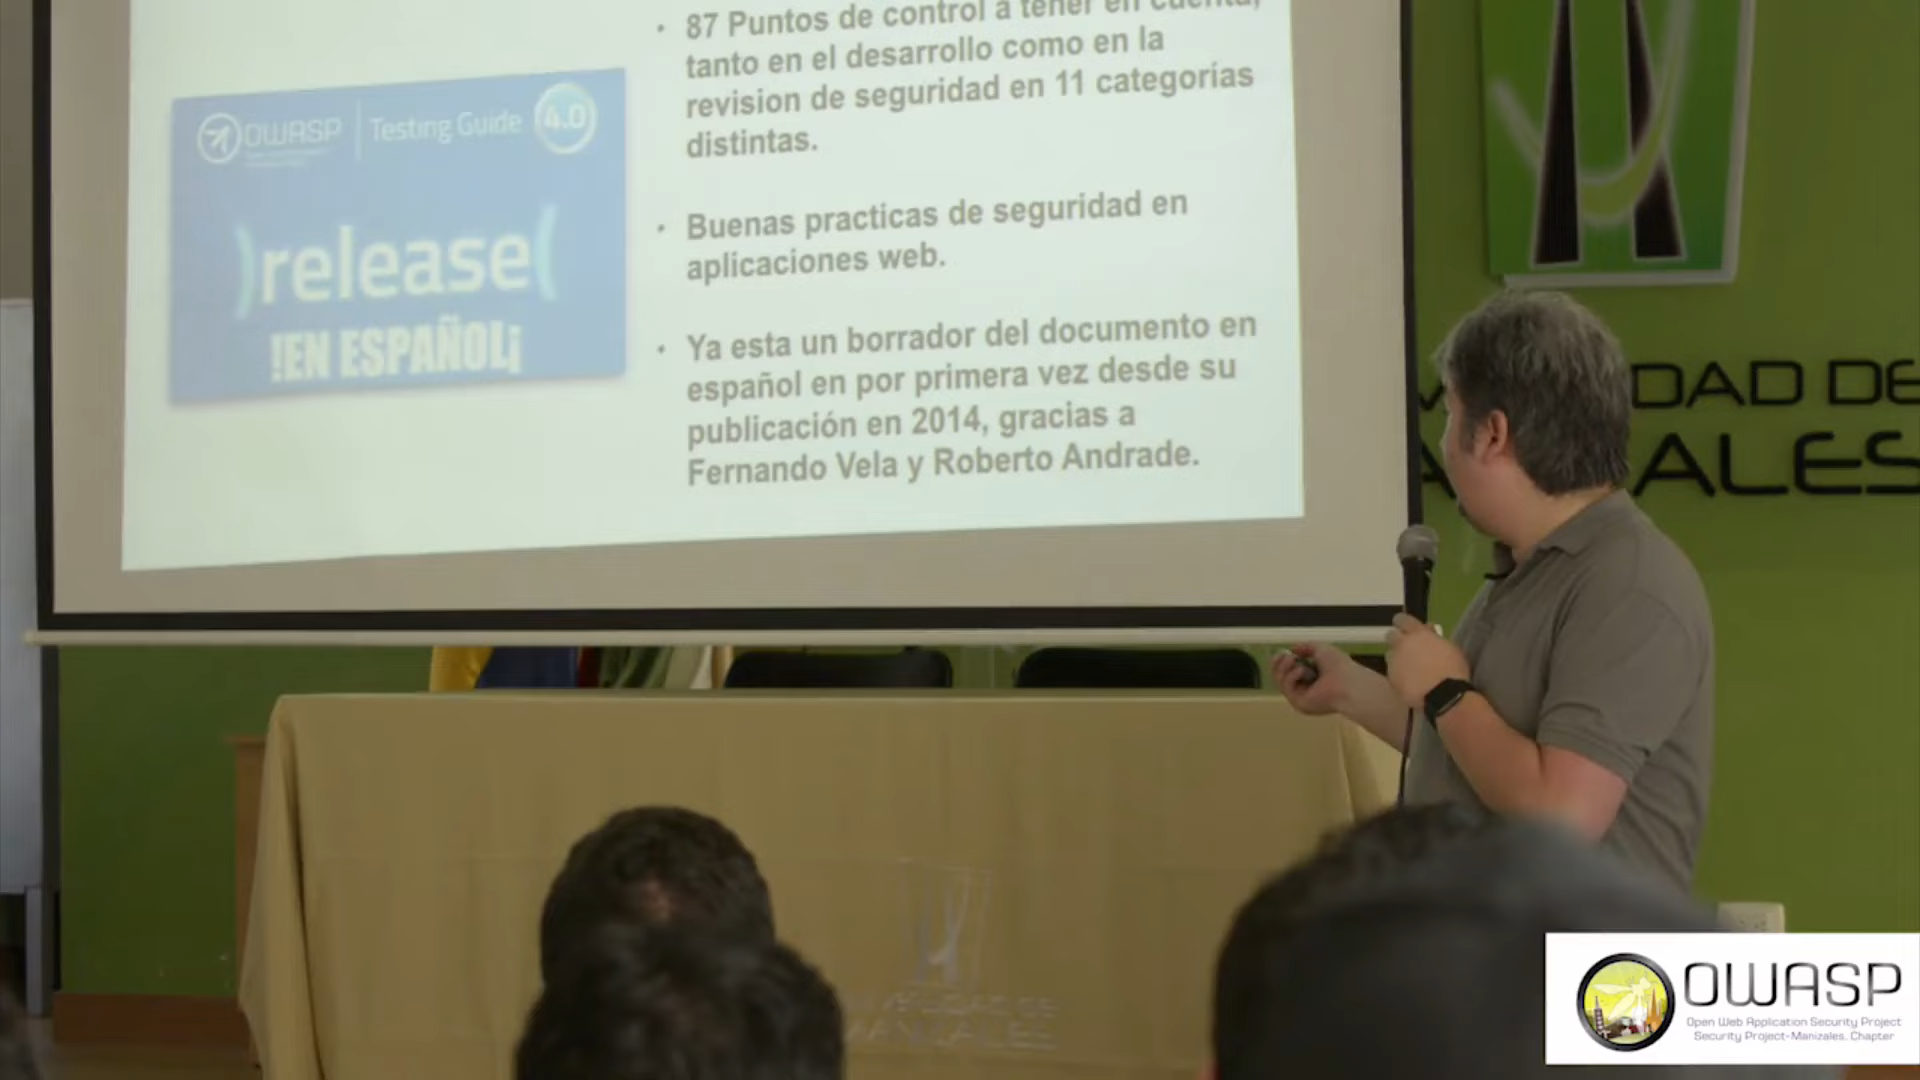 • 87 Puntos de control a tener en cuenta,
tanto en el desarrollo como en la
revision de seguridad en 11 categorías
distintas.
OWASP | Testing Guide 4.0
)release(
!EN ESPAÑOL¡
• Buenas practicas de seguridad en
aplicaciones web.
• Ya esta un borrador del documento en
español en por primera vez desde su
publicación en 2014, gracias a
Fernando Vela y Roberto Andrade.
DAD DE
ALES
OWASP
Open Web Application Security Project
Security Project-Manizales. Chapter